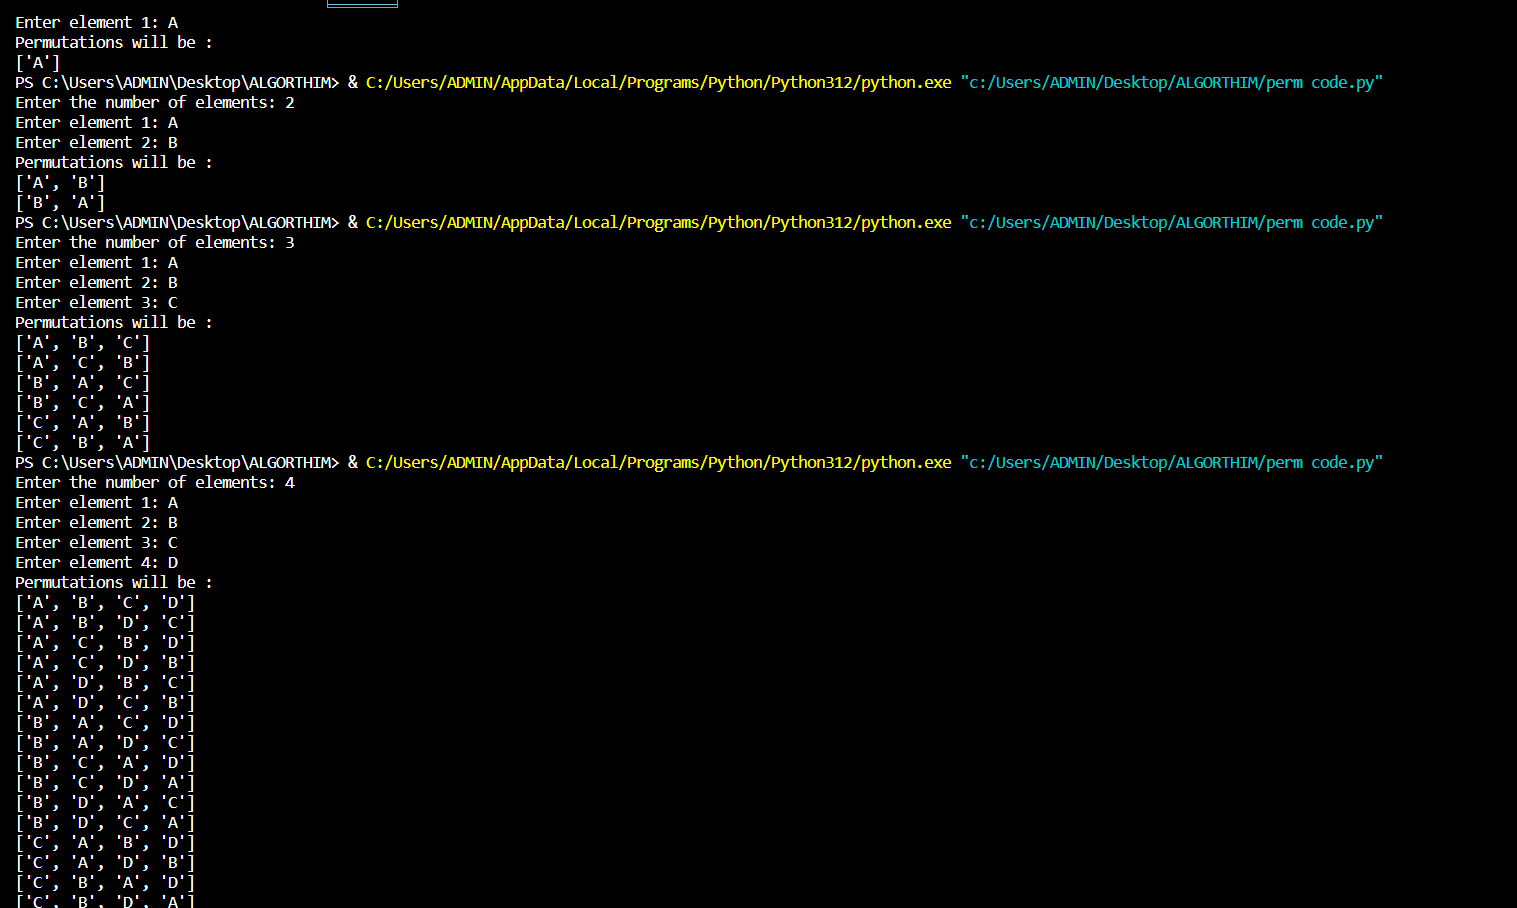 Enter element 1: A
Permutations will be :
['A']
PS C:\Users\ADMIN\Desktop\ALGORTHIM> & C:/Users/ADMIN/AppData/Local/Programs/Python/Python312/python.exe "c:/Users/ADMIN/Desktop/ALGORTHIM/perm code.py"
Enter the number of elements: 2
Enter element 1: A
Enter element 2: B
Permutations will be :
['A', 'B']
['B', 'A']
PS C:\Users\ADMIN\Desktop\ALGORTHIM> & C:/Users/ADMIN/AppData/Local/Programs/Python/Python312/python.exe "c:/Users/ADMIN/Desktop/ALGORTHIM/perm code.py"
Enter the number of elements: 3
Enter element 1: A
Enter element 2: B
Enter element 3: C
Permutations will be :
['A', 'B', 'C']
['A', 'C', 'B']
['B', 'A', 'C']
['B', 'C', 'A']
['C', 'A', 'B']
['C', 'B', 'A']
PS C:\Users\ADMIN\Desktop\ALGORTHIM> & C:/Users/ADMIN/AppData/Local/Programs/Python/Python312/python.exe "c:/Users/ADMIN/Desktop/ALGORTHIM/perm code.py"
Enter the number of elements: 4
Enter element 1: A
Enter element 2: B
Enter element 3: C
Enter element 4: D
Permutations will be :
['A', 'B', 'C', 'D']
['A', 'B', 'D', 'C']
['A', 'C', 'B', 'D']
['A', 'C', 'D', 'B']
['A', 'D', 'B', 'C']
['A', 'D', 'C', 'B']
['B', 'A', 'C', 'D']
['B', 'A', 'D', 'C']
['B', 'C', 'A', 'D']
['B', 'C', 'D', 'A']
['B', 'D', 'A', 'C']
['B', 'D', 'C', 'A']
['C', 'A', 'B', 'D']
['C', 'A', 'D', 'B']
['C', 'B', 'A', 'D']
['C', 'B', 'D', 'A']